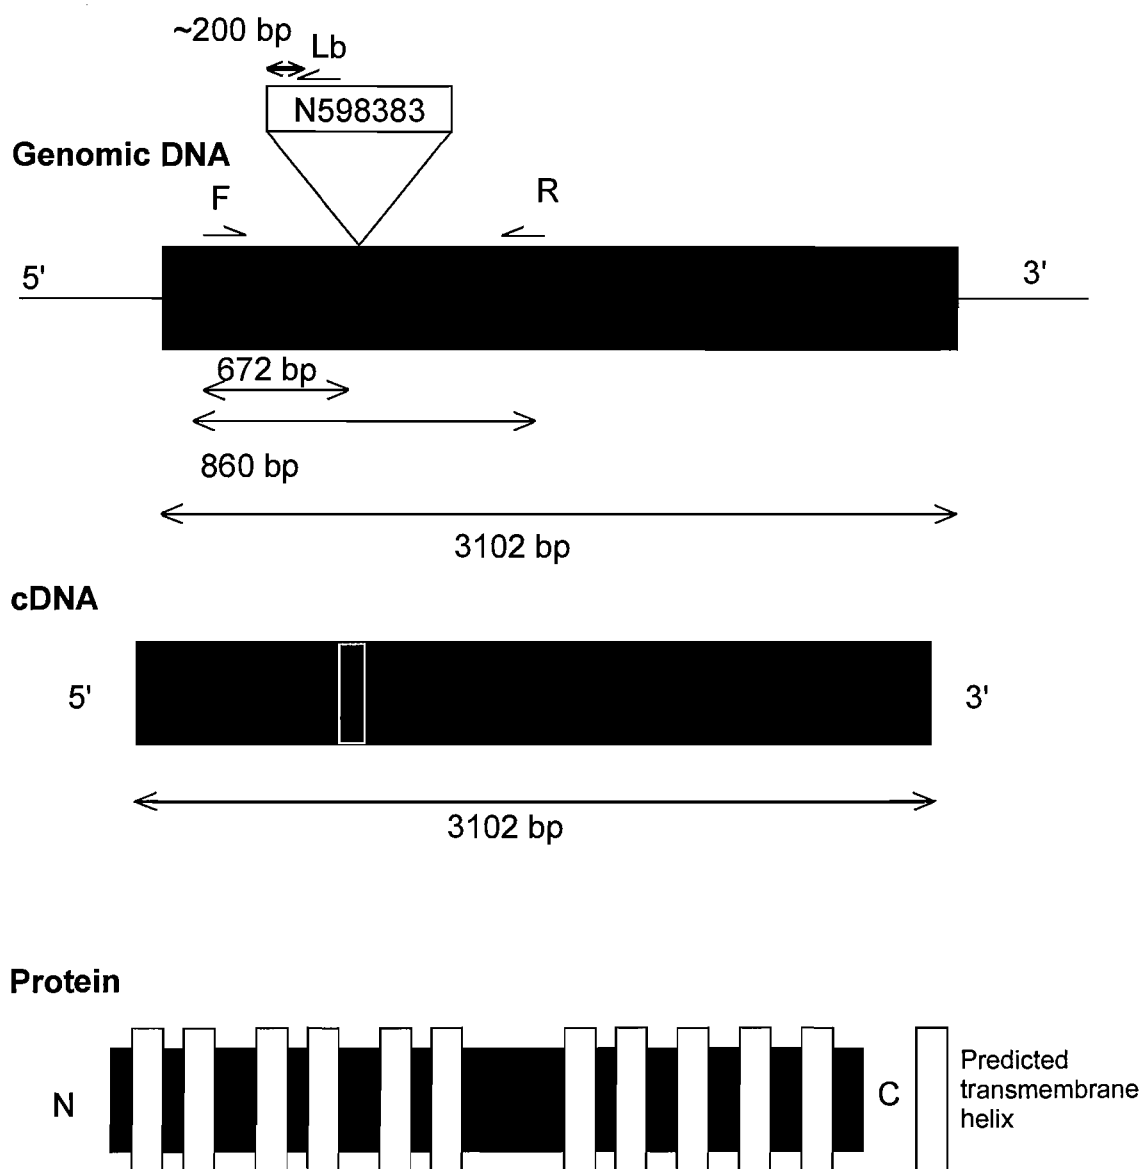 ~200 bp
Lb
N598383
Genomic DNA
F
R
5'
3'
672 bp
860 bp
3102 bp
cDNA
5'
3'
3102 bp
Protein
N
C
Predicted
transmembrane
helix